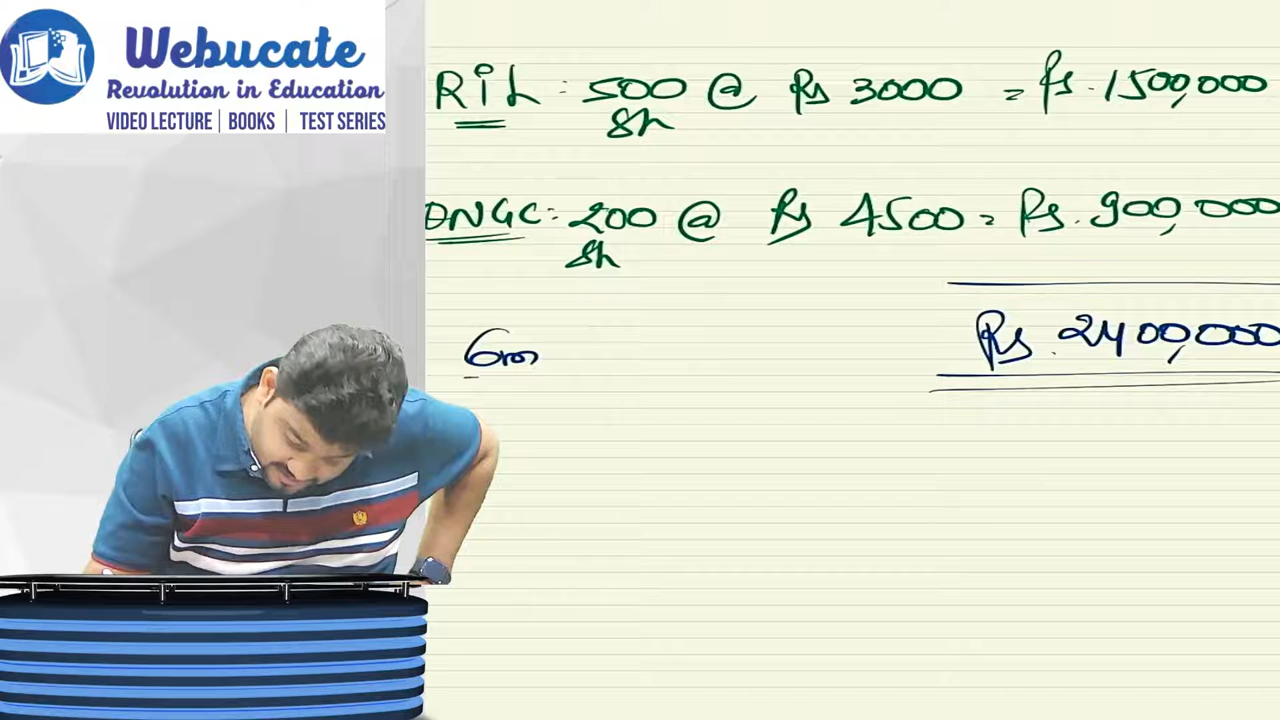 Webucate
Revolution in Education
VIDEO LECTURE | BOOKS | TEST SERIES
RIL : 500 @ Rs 3000 = Rs. 1500,000
Sh
ONGC : 200 @ Rs 4500 = Rs. 900,000
Sh
Rs. 2400,000
6m